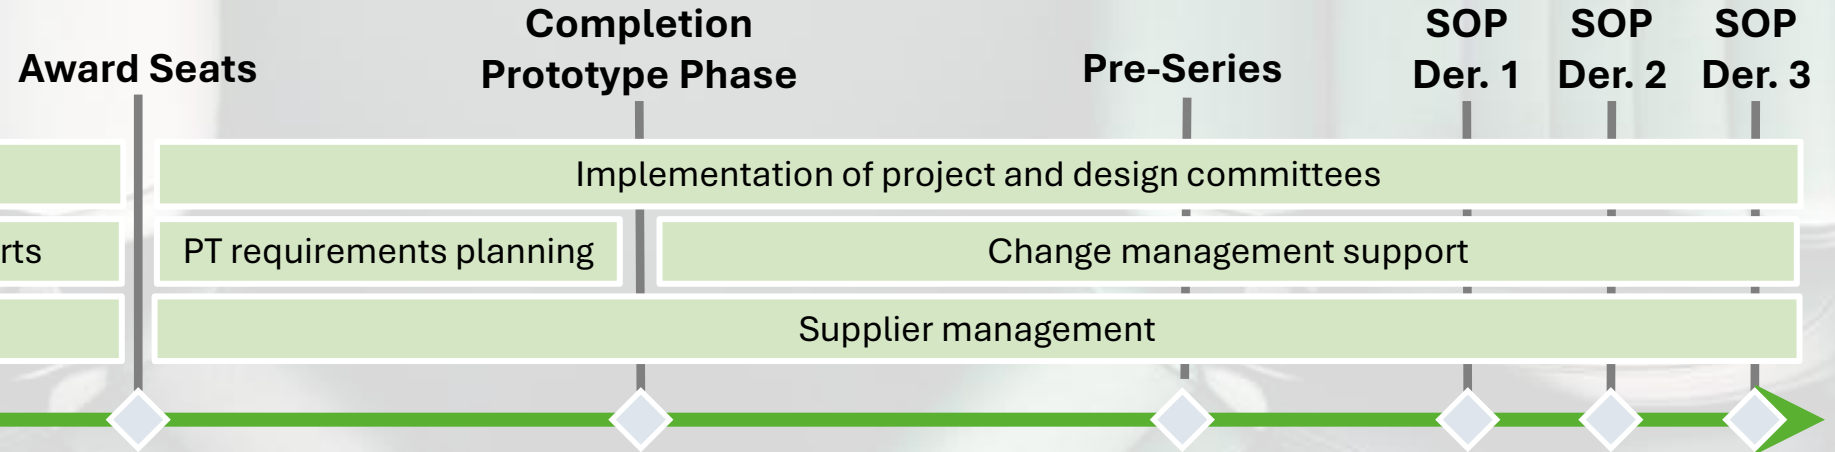 Award Seats
Completion
Prototype Phase
Pre-Series
SOP
Der. 1
SOP
Der. 2
SOP
Der. 3
Implementation of project and design committees
rts
PT requirements planning
Change management support
Supplier management